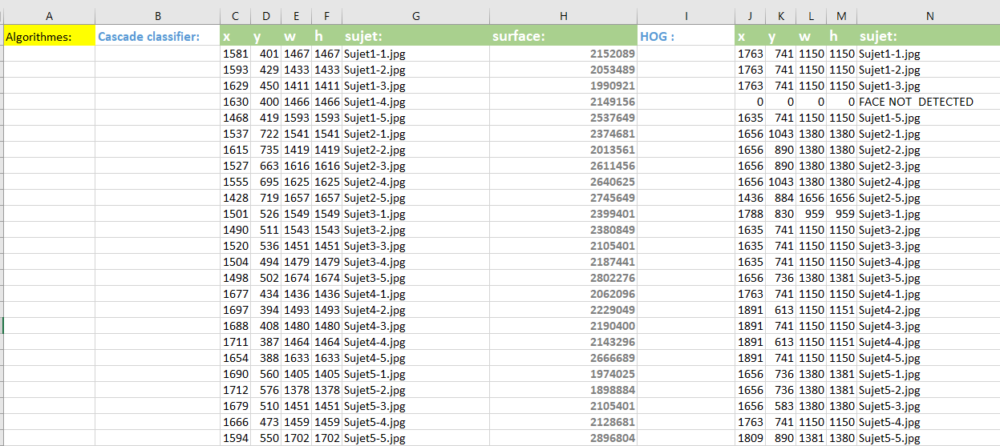 A B C D E F G H I J K L M N
Algorithmes: Cascade classifier: x y w h sujet: surface: HOG : x y w h sujet:
1581 401 1467 1467 Sujet1-1.jpg 2152089 1763 741 1150 1150 Sujet1-1.jpg
1593 429 1433 1433 Sujet1-2.jpg 2053489 1763 741 1150 1150 Sujet1-2.jpg
1629 450 1411 1411 Sujet1-3.jpg 1990921 1763 741 1150 1150 Sujet1-3.jpg
1630 400 1466 1466 Sujet1-4.jpg 2149156 0 0 0 0 FACE NOT DETECTED
1468 419 1593 1593 Sujet1-5.jpg 2537649 1635 741 1150 1150 Sujet1-5.jpg
1537 722 1541 1541 Sujet2-1.jpg 2374681 1656 1043 1380 1380 Sujet2-1.jpg
1615 735 1419 1419 Sujet2-2.jpg 2013561 1656 890 1380 1380 Sujet2-2.jpg
1527 663 1616 1616 Sujet2-3.jpg 2611456 1656 890 1380 1380 Sujet2-3.jpg
1555 695 1625 1625 Sujet2-4.jpg 2640625 1656 1043 1380 1380 Sujet2-4.jpg
1428 719 1657 1657 Sujet2-5.jpg 2745649 1436 884 1656 1656 Sujet2-5.jpg
1501 526 1549 1549 Sujet3-1.jpg 2399401 1788 830 959 959 Sujet3-1.jpg
1490 511 1543 1543 Sujet3-2.jpg 2380849 1635 741 1150 1150 Sujet3-2.jpg
1520 536 1451 1451 Sujet3-3.jpg 2105401 1635 741 1150 1150 Sujet3-3.jpg
1504 494 1479 1479 Sujet3-4.jpg 2187441 1635 741 1150 1150 Sujet3-4.jpg
1498 502 1674 1674 Sujet3-5.jpg 2802276 1656 736 1380 1381 Sujet3-5.jpg
1677 434 1436 1436 Sujet4-1.jpg 2062096 1763 741 1150 1150 Sujet4-1.jpg
1697 394 1493 1493 Sujet4-2.jpg 2229049 1891 613 1150 1151 Sujet4-2.jpg
1688 408 1480 1480 Sujet4-3.jpg 2190400 1891 741 1150 1150 Sujet4-3.jpg
1711 387 1464 1464 Sujet4-4.jpg 2143296 1891 613 1150 1151 Sujet4-4.jpg
1654 388 1633 1633 Sujet4-5.jpg 2666689 1891 741 1150 1150 Sujet4-5.jpg
1690 560 1405 1405 Sujet5-1.jpg 1974025 1656 736 1380 1381 Sujet5-1.jpg
1712 576 1378 1378 Sujet5-2.jpg 1898884 1656 736 1380 1381 Sujet5-2.jpg
1679 510 1451 1451 Sujet5-3.jpg 2105401 1656 583 1380 1380 Sujet5-3.jpg
1666 473 1459 1459 Sujet5-4.jpg 2128681 1763 741 1150 1150 Sujet5-4.jpg
1594 550 1702 1702 Sujet5-5.jpg 2896804 1809 890 1381 1380 Sujet5-5.jpg